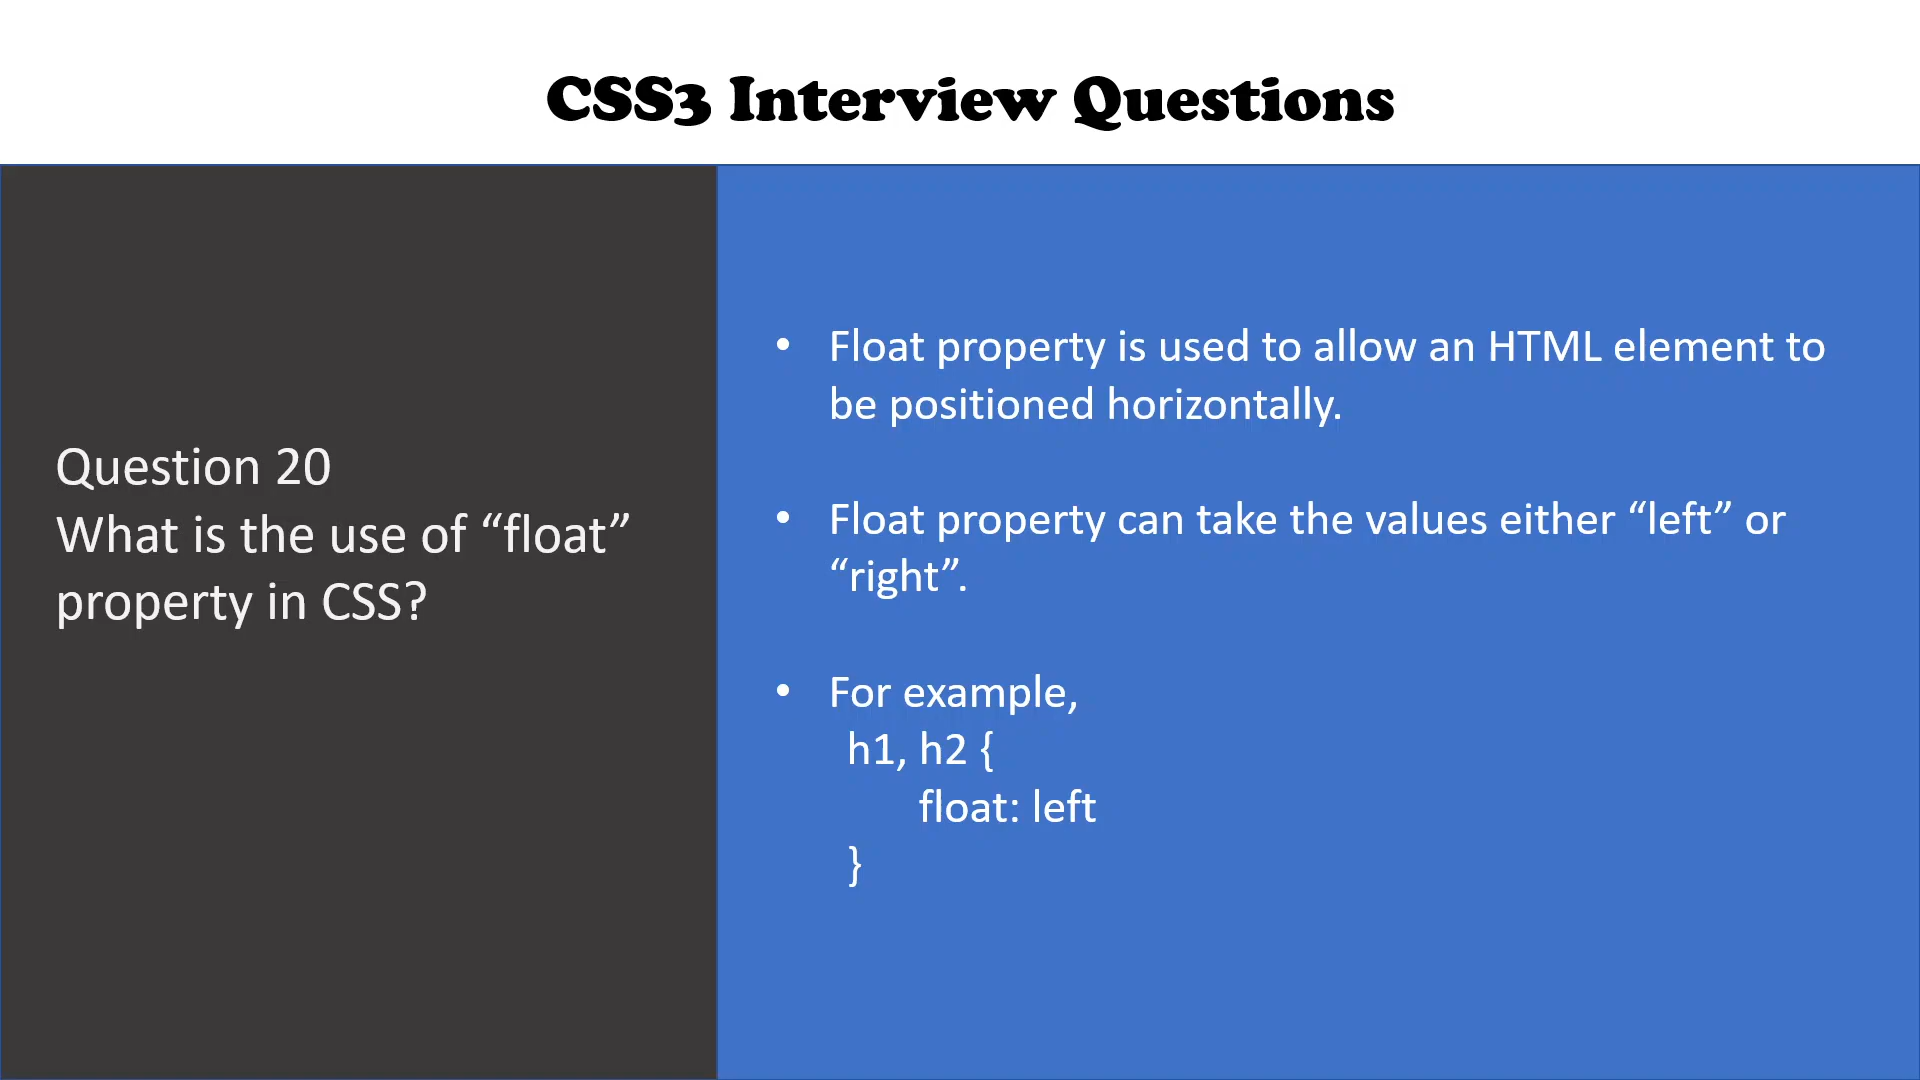 CSS3 Interview Questions
Question 20
What is the use of “float”
property in CSS?
• Float property is used to allow an HTML element to
be positioned horizontally.
• Float property can take the values either “left” or
“right”.
• For example,
h1, h2 {
float: left
}